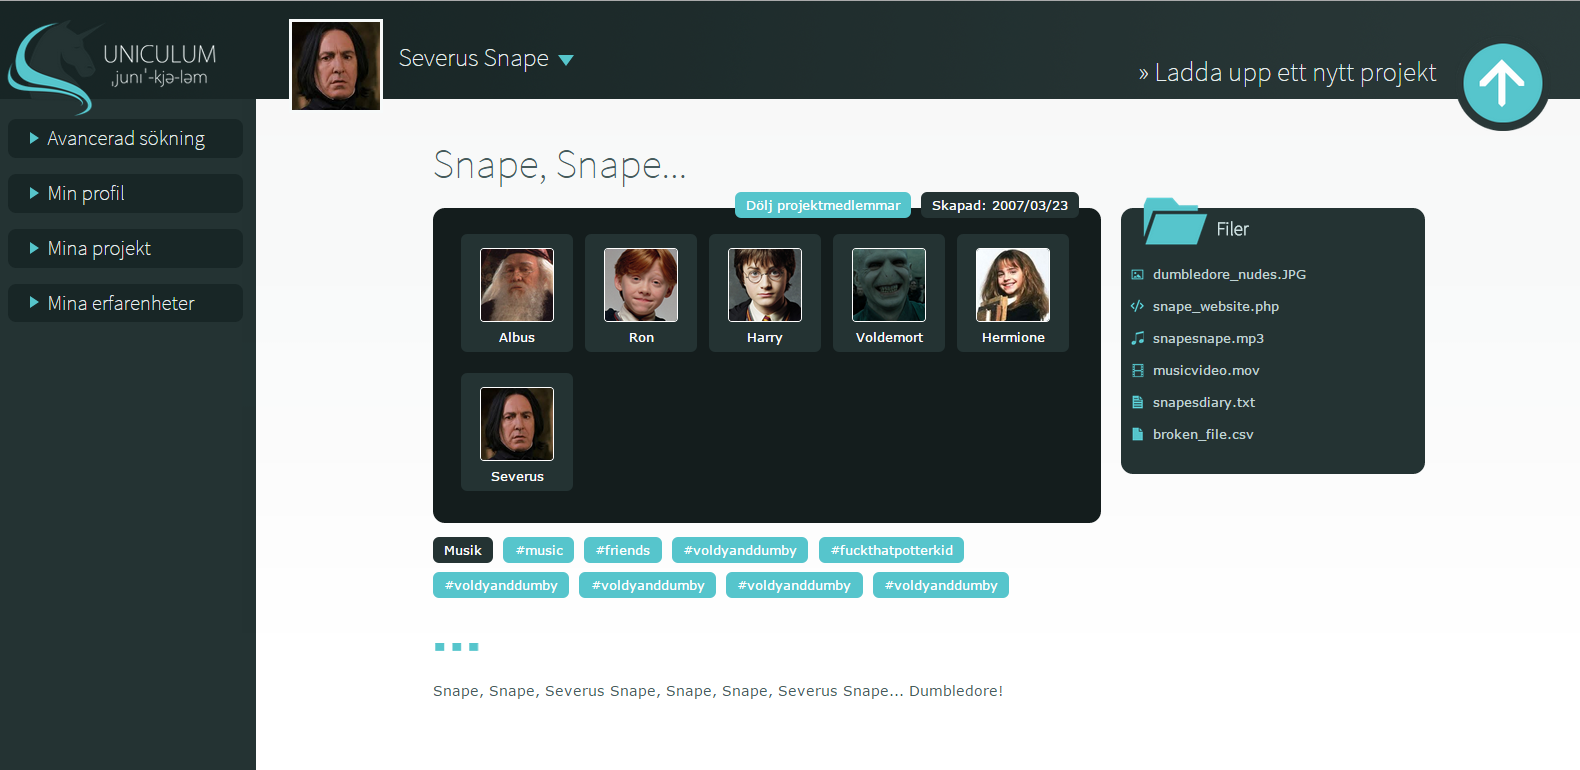 UNICULUM
,juni'-kjə-ləm
Severus Snape
» Ladda upp ett nytt projekt
Avancerad sökning
Min profil
Mina projekt
Mina erfarenheter
Snape, Snape...
Dölj projektmedlemmar
Skapad: 2007/03/23
Albus
Ron
Harry
Voldemort
Hermione
Severus
Filer
dumbledore_nudes.JPG
snape_website.php
snapesnape.mp3
musicvideo.mov
snapesdiary.txt
broken_file.csv
Musik #music #friends #voldyanddumby #fuckthatpotterkid
#voldyanddumby #voldyanddumby #voldyanddumby #voldyanddumby
Snape, Snape, Severus Snape, Snape, Snape, Severus Snape... Dumbledore!